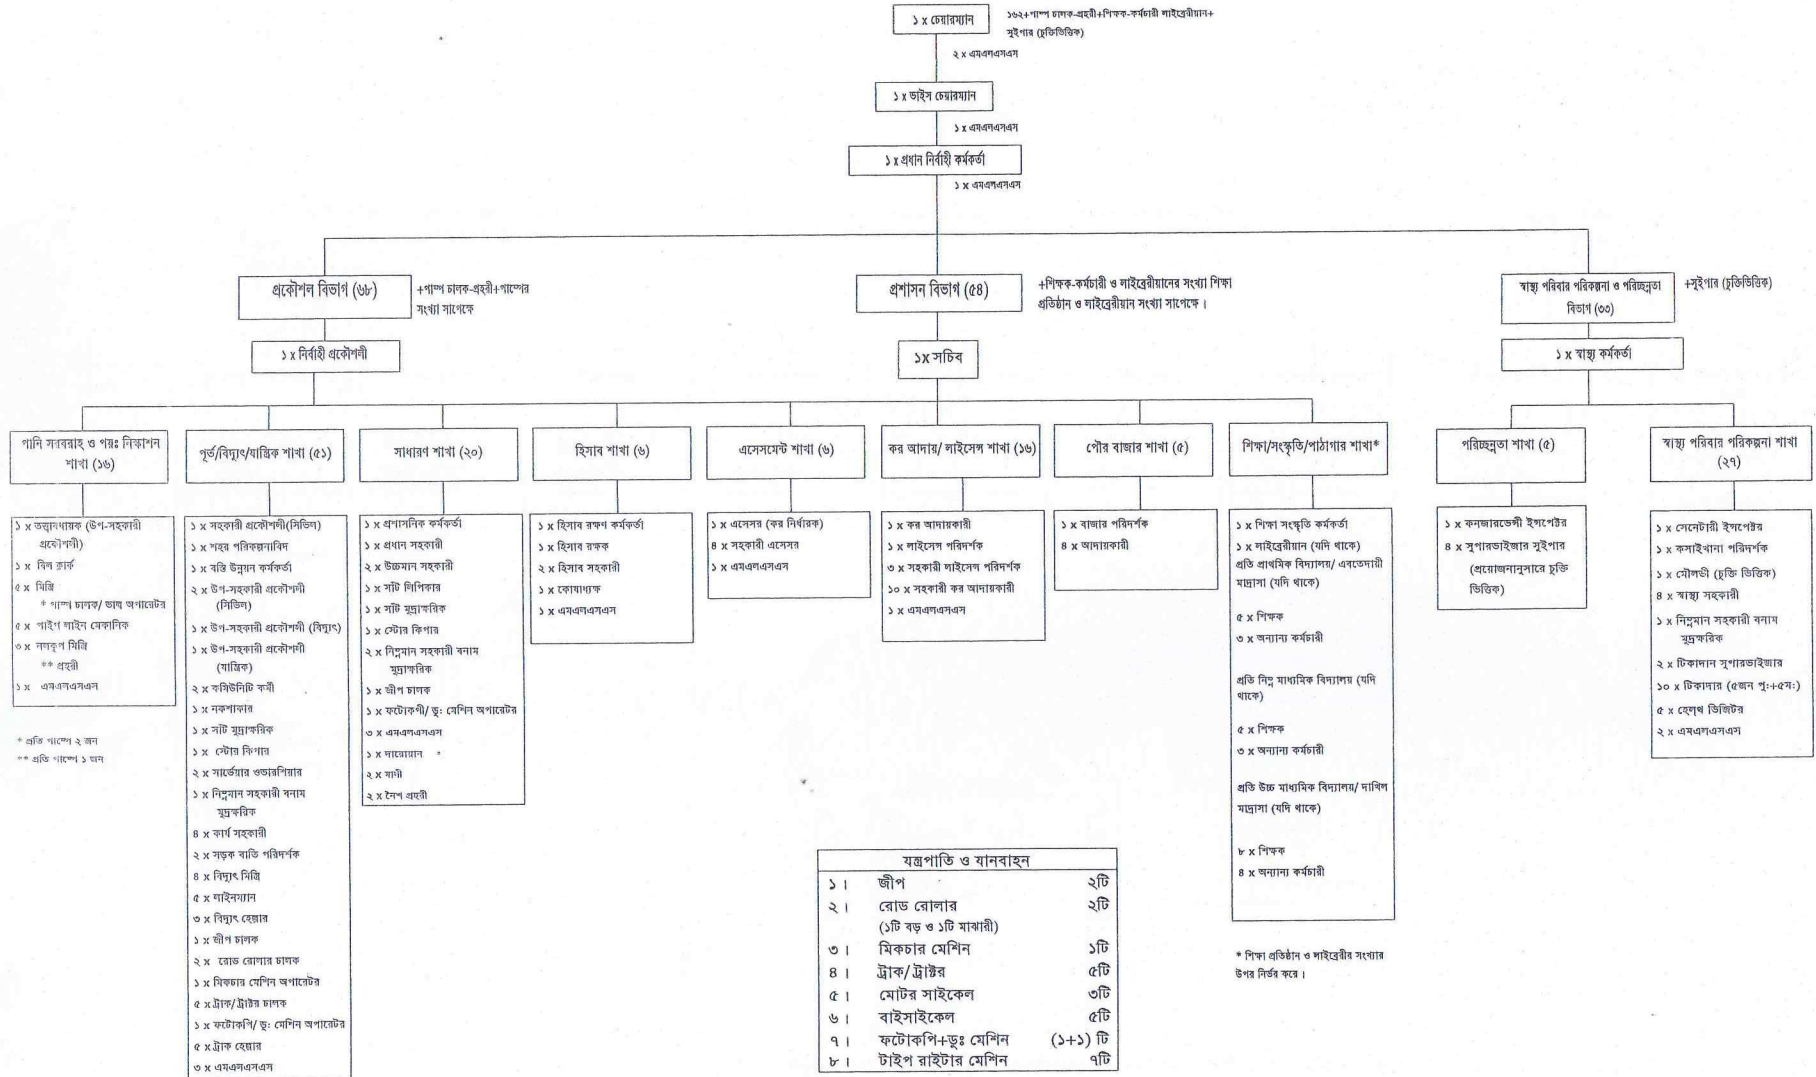 ১ x চেয়ারম্যান
১৬২+পাম্প চালক-প্রহরী+শিক্ষক-কর্মচারী লাইব্রেরীয়ান+
সুইপার (চুক্তিভিত্তিক)
২ x এমএলএসএস
১ x ভাইস চেয়ারম্যান
১ x এমএলএসএস
১ x প্রধান নির্বাহী কর্মকর্তা
১ x এমএলএসএস
প্রকৌশল বিভাগ (৬৮)
+পাম্প চালক-প্রহরী+পাম্পের
সংখ্যা সাপেক্ষে
১ x নির্বাহী প্রকৌশলী
প্রশাসন বিভাগ (৫৪)
+শিক্ষক-কর্মচারী ও লাইব্রেরীয়ানের সংখ্যা শিক্ষা
প্রতিষ্ঠান ও লাইব্রেরীয়ান সংখ্যা সাপেক্ষে ।
১x সচিব
স্বাস্থ্য পরিবার পরিকল্পনা ও পরিচ্ছন্নতা
বিভাগ (৩৩)
+সুইপার (চুক্তিভিত্তিক)
১ x স্বাস্থ্য কর্মকর্তা
পানি সরবরাহ ও পয়ঃ নিষ্কাশন
শাখা (১৬)
১ x তত্ত্বাবধায়ক (উপ-সহকারী
প্রকৌশলী)
১ x বিল ক্লার্ক
৫ x মিস্ত্রি
* পাম্প চালক/ ভাল্ব অপারেটর
৫ x পাইপ লাইন মেকানিক
৩ x নলকূপ মিস্ত্রি
** প্রহরী
১ x এমএলএসএস
* প্রতি পাম্পে ২ জন
** প্রতি পাম্পে ১ জন
পূর্ত/বিদ্যুৎ/যান্ত্রিক শাখা (৫১)
১ x সহকারী প্রকৌশলী(সিভিল)
১ x শহর পরিকল্পনাবিদ
১ x বস্তি উন্নয়ন কর্মকর্তা
২ x উপ-সহকারী প্রকৌশলী
(সিভিল)
১ x উপ-সহকারী প্রকৌশলী (বিদ্যুৎ)
১ x উপ-সহকারী প্রকৌশলী
(যান্ত্রিক)
২ x কমিউনিটি কর্মী
১ x নকশাকার
১ x সাঁট মুদ্রাক্ষরিক
১ x স্টোর কিপার
২ x সার্ভেয়ার ওভারশিয়ার
১ x নিম্নমান সহকারী বনাম
মুদ্রক্ষরিক
৪ x কার্য সহকারী
২ x সড়ক বাতি পরিদর্শক
৪ x বিদ্যুৎ মিস্ত্রি
৫ x লাইনম্যান
৩ x বিদ্যুৎ হেল্পার
১ x জীপ চালক
২ x রোড রোলার চালক
১ x মিকচার মেশিন অপারেটর
৫ x ট্রাক/ ট্রাক্টর চালক
১ x ফটোকপি/ ডুঃ মেশিন অপারেটর
৫ x ট্রাক হেল্পার
৩ x এমএলএসএস
সাধারণ শাখা (২০)
১ x প্রশাসনিক কর্মকর্তা
১ x প্রধান সহকারী
২ x উচ্চমান সহকারী
১ x সাঁট লিপিকার
১ x সাঁট মুদ্রাক্ষরিক
১ x স্টোর কিপার
২ x নিম্নমান সহকারী বনাম
মুদ্রাক্ষরিক
১ x জীপ চালক
১ x ফটোকপী/ ডুঃ মেশিন অপারেটর
৩ x এমএলএসএস
১ x দারোয়ান
২ x মালী
২ x নৈশ প্রহরী
হিসাব শাখা (৬)
১ x হিসাব রক্ষণ কর্মকর্তা
১ x হিসাব রক্ষক
২ x হিসাব সহকারী
১ x কোষাধ্যক্ষ
১ x এমএলএসএস
এসেসমেন্ট শাখা (৬)
১ x এসেসর (কর নির্ধারক)
৪ x সহকারী এসেসর
১ x এমএলএসএস
কর আদায়/ লাইসেন্স শাখা (১৬)
১ x কর আদায়কারী
১ x লাইসেন্স পরিদর্শক
৩ x সহকারী লাইসেন্স পরিদর্শক
১০ x সহকারী কর আদায়কারী
১ x এমএলএসএস
পৌর বাজার শাখা (৫)
১ x বাজার পরিদর্শক
৪ x আদায়কারী
শিক্ষা/সংস্কৃতি/পাঠাগার শাখা*
১ x শিক্ষা সংস্কৃতি কর্মকর্তা
১ x লাইব্রেরীয়ান (যদি থাকে)
প্রতি প্রাথমিক বিদ্যালয়/ এবতেদায়ী
মাদ্রাসা (যদি থাকে)
৫ x শিক্ষক
৩ x অন্যান্য কর্মচারী
প্রতি নিম্ন মাধ্যমিক বিদ্যালয় (যদি
থাকে)
৫ x শিক্ষক
৩ x অন্যান্য কর্মচারী
প্রতি উচ্চ মাধ্যমিক বিদ্যালয়/ দাখিল
মাদ্রাসা (যদি থাকে)
৮ x শিক্ষক
৪ x অন্যান্য কর্মচারী
* শিক্ষা প্রতিষ্ঠান ও লাইব্রেরীর সংখ্যার
উপর নির্ভর করে ।
পরিচ্ছন্নতা শাখা (৫)
১ x কনজারভেন্সী ইন্সপেক্টর
৪ x সুপারভাইজার সুইপার
(প্রয়োজনানুসারে চুক্তি
ভিত্তিক)
স্বাস্থ্য পরিবার পরিকল্পনা শাখা
(২৭)
১ x সেনেটারী ইন্সপেক্টর
১ x কসাইখানা পরিদর্শক
১ x মৌলভী (চুক্তি ভিত্তিক)
৪ x স্বাস্থ্য সহকারী
১ x নিম্নমান সহকারী বনাম
মুদ্রক্ষরিক
২ x টিকাদান সুপারভাইজার
১০ x টিকাদার (৫জন পু:+৫ম:)
৫ x হেল্থ ভিজিটর
২ x এমএলএসএস
যন্ত্রপাতি ও যানবাহন
১। জীপ ২টি
২। রোড রোলার ২টি
(১টি বড় ও ১টি মাঝারী)
৩। মিকচার মেশিন ১টি
৪। ট্রাক/ ট্রাক্টর ৫টি
৫। মোটর সাইকেল ৩টি
৬। বাইসাইকেল ৫টি
৭। ফটোকপি+ডুঃ মেশিন (১+১) টি
৮। টাইপ রাইটার মেশিন ৭টি